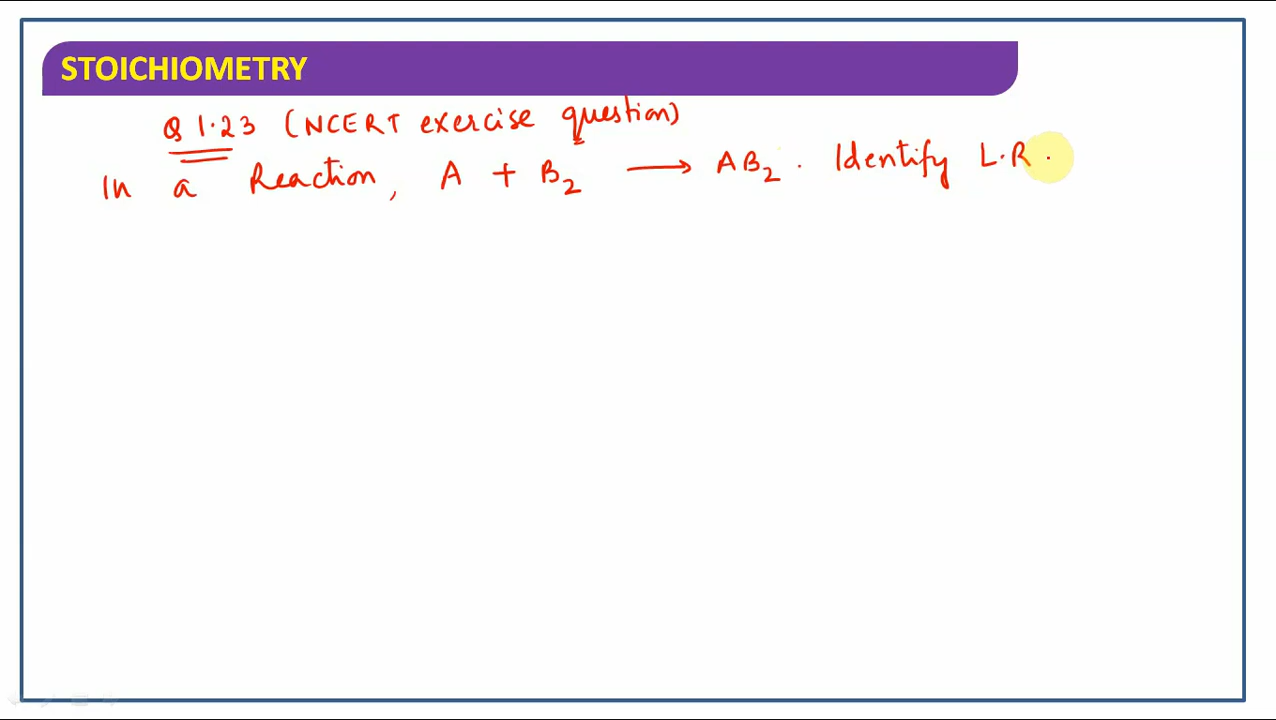 STOICHIOMETRY
Q 1.23 (NCERT exercise question)
In a Reaction, A + B₂ → AB₂. Identify L.R.